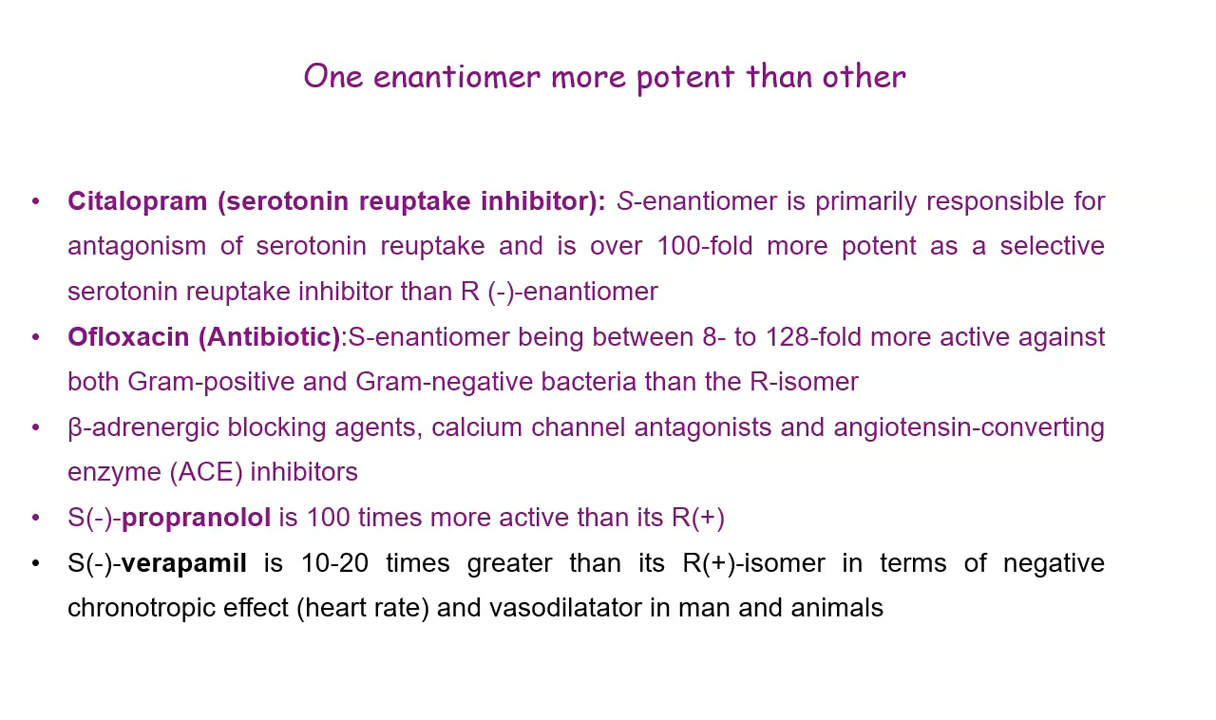 One enantiomer more potent than other
• Citalopram (serotonin reuptake inhibitor): S-enantiomer is primarily responsible for
antagonism of serotonin reuptake and is over 100-fold more potent as a selective
serotonin reuptake inhibitor than R (-)-enantiomer
• Ofloxacin (Antibiotic):S-enantiomer being between 8- to 128-fold more active against
both Gram-positive and Gram-negative bacteria than the R-isomer
• β-adrenergic blocking agents, calcium channel antagonists and angiotensin-converting
enzyme (ACE) inhibitors
• S(-)-propranolol is 100 times more active than its R(+)
• S(-)-verapamil is 10-20 times greater than its R(+)-isomer in terms of negative
chronotropic effect (heart rate) and vasodilatator in man and animals